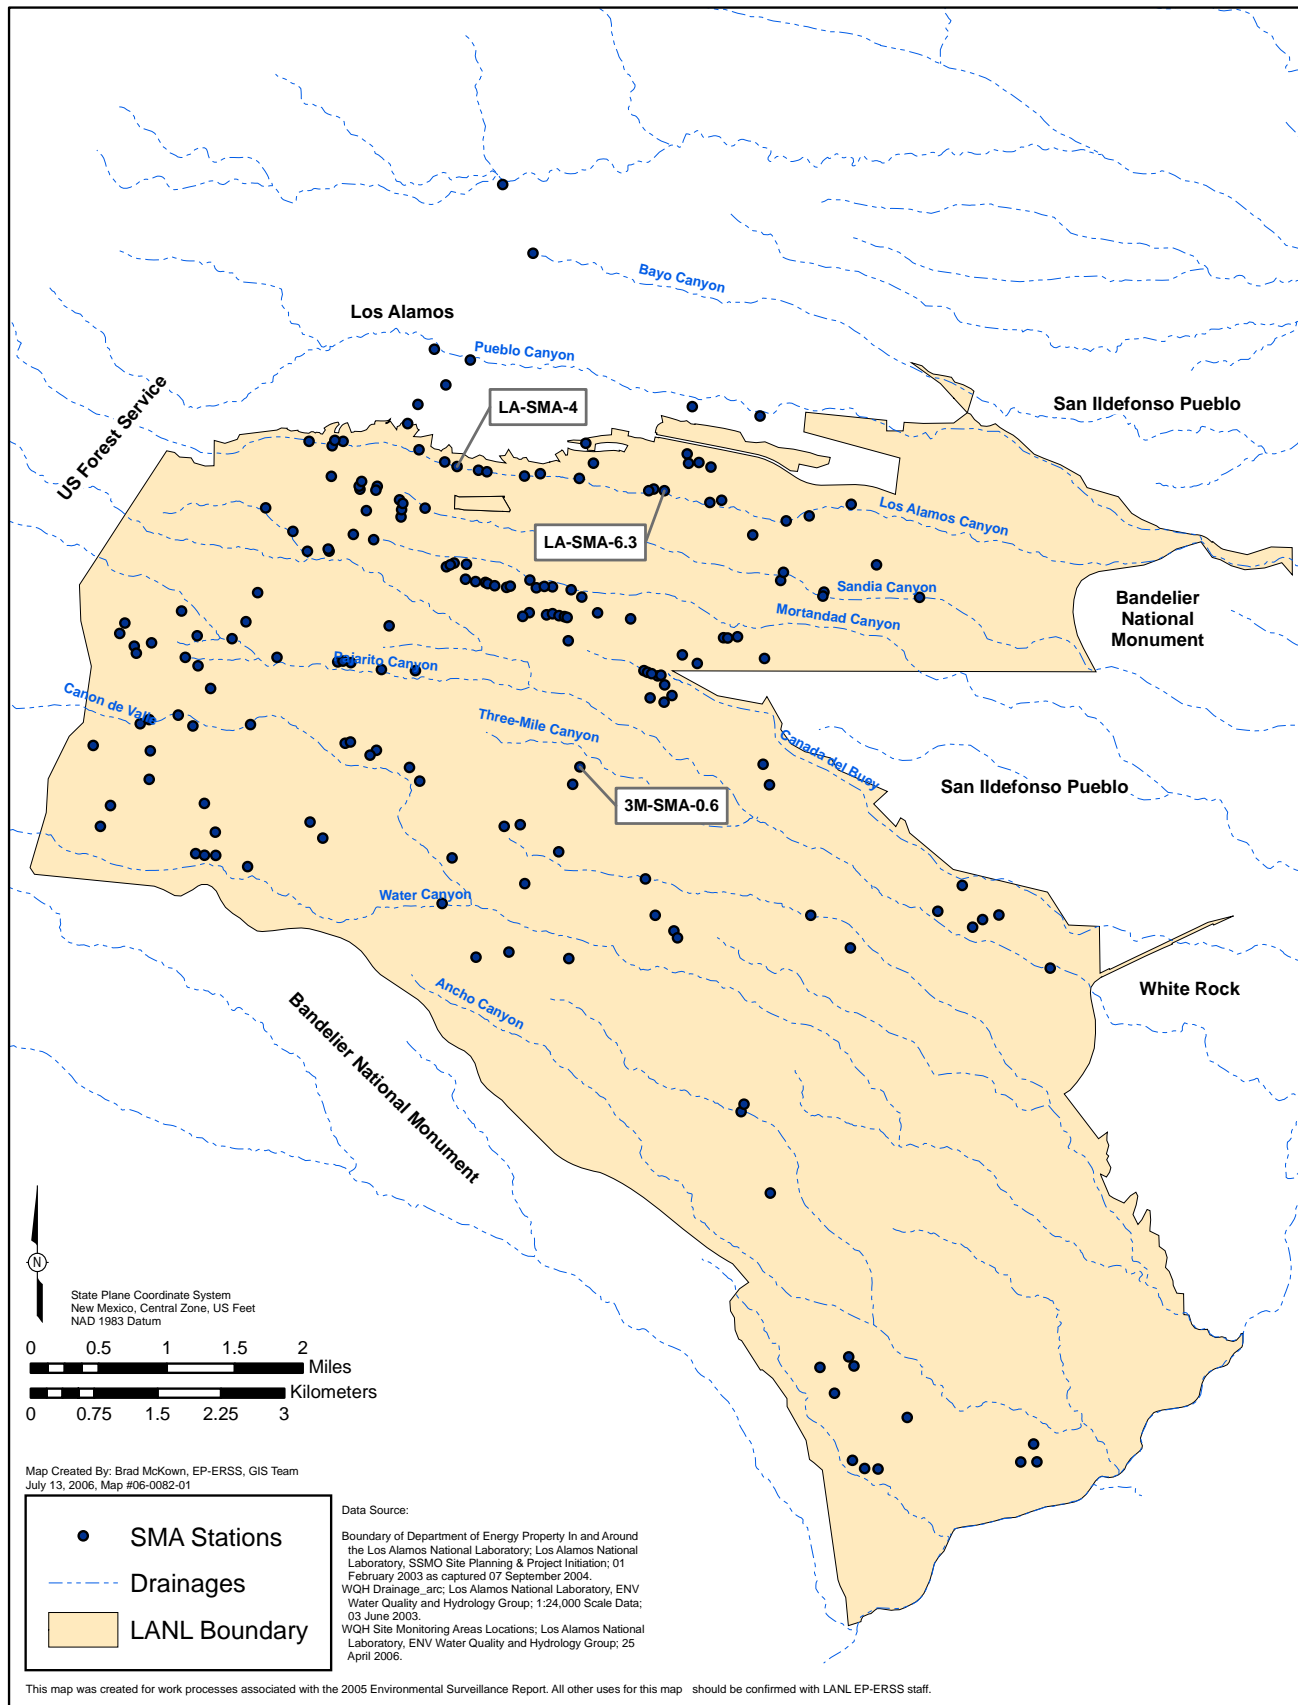 Bayo Canyon
Los Alamos
Pueblo Canyon
US Forest Service
LA-SMA-4
San Ildefonso Pueblo
Los Alamos Canyon
LA-SMA-6.3
Sandia Canyon
Mortandad Canyon
Bandelier
National
Monument
Pajarito Canyon
Canon de Valle
Three-Mile Canyon
Canada del Buey
San Ildefonso Pueblo
3M-SMA-0.6
Water Canyon
Ancho Canyon
White Rock
Bandelier National Monument
N
State Plane Coordinate System
New Mexico, Central Zone, US Feet
NAD 1983 Datum
0 0.5 1 1.5 2
Miles
Kilometers
0 0.75 1.5 2.25 3
Map Created By: Brad McKown, EP-ERSS, GIS Team
July 13, 2006, Map #06-0082-01
SMA Stations
Drainages
LANL Boundary
Data Source:
Boundary of Department of Energy Property In and Around
the Los Alamos National Laboratory; Los Alamos National
Laboratory, SSMO Site Planning & Project Initiation; 01
February 2003 as captured 07 September 2004.
WQH Drainage_arc; Los Alamos National Laboratory, ENV
Water Quality and Hydrology Group; 1:24,000 Scale Data;
03 June 2003.
WQH Site Monitoring Areas Locations; Los Alamos National
Laboratory, ENV Water Quality and Hydrology Group; 25
April 2006.
This map was created for work processes associated with the 2005 Environmental Surveillance Report. All other uses for this map should be confirmed with LANL EP-ERSS staff.